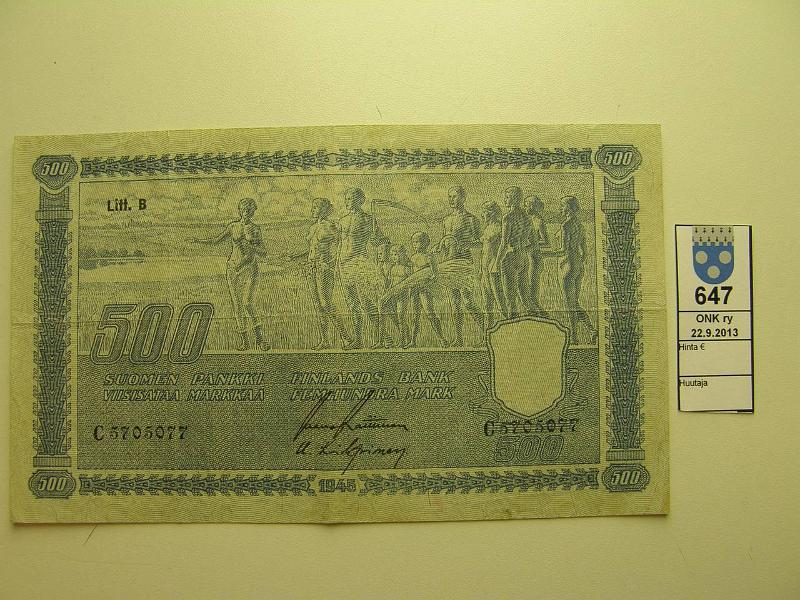 500 500
Litt. B
500
SUOMEN PANKKI FINLANDS BANK
VIISISATAA MARKKAA FEMHUNDRA MARK
C 5705077 C 5705077
500
500 1945 500
647
ONK ry
22.9.2013
Hinta €
Huutaja